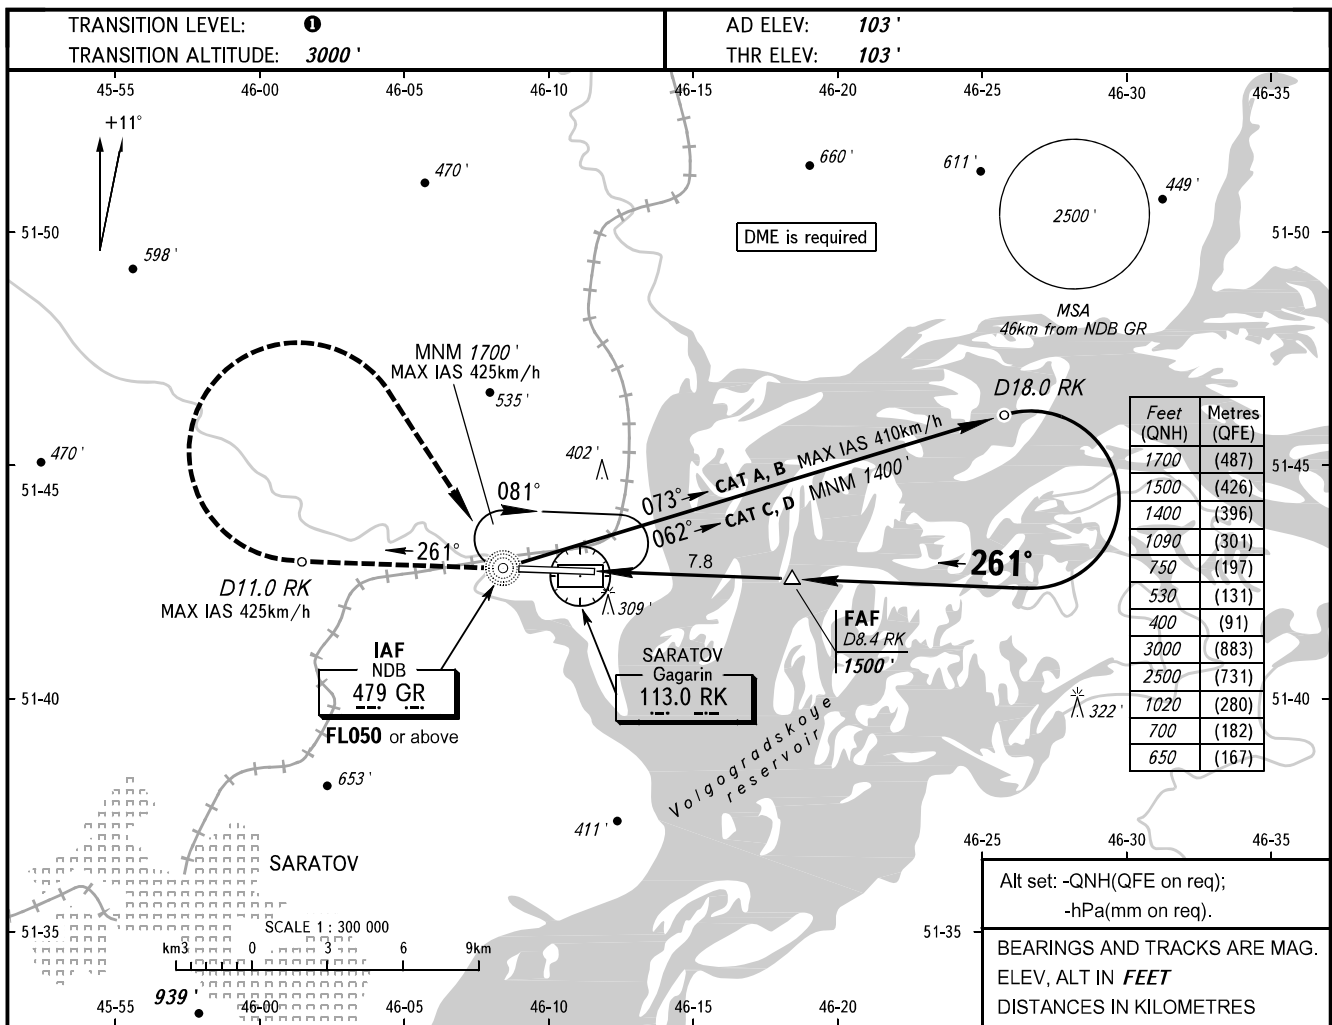 TRANSITION LEVEL: ❶
TRANSITION ALTITUDE: 3000 '
AD ELEV: 103 '
THR ELEV: 103 '
45-55 46-00 46-05 46-10 46-15 46-20 46-25 46-30 46-35
+11°
470 '
660 '
611 '
449 '
2500 '
51-50
51-50
598 '
DME is required
MSA
46km from NDB GR
MNM 1700 '
MAX IAS 425km/h
535 '
D18.0 RK
470 '
402 '
51-45
51-45
081°
073° CAT A, B MAX IAS 410km/h
062° CAT C, D MNM 1400 '
261°
7.8
261°
D11.0 RK
MAX IAS 425km/h
309 '
FAF
D8.4 RK
1500 '
IAF
NDB
479 GR
FL050 or above
SARATOV
Gagarin
113.0 RK
Feet (QNH) Metres (QFE)
1700 (487)
1500 (426)
1400 (396)
1090 (301)
750 (197)
530 (131)
400 (91)
3000 (883)
2500 (731)
1020 (280)
700 (182)
650 (167)
51-40
51-40
322 '
Volgogradskoye
reservoir
653 '
411 '
46-25 46-30 46-35
SARATOV
SCALE 1 : 300 000
km3 0 3 6 9km
51-35
51-35
939 '
45-55 46-00 46-05 46-10 46-15 46-20
Alt set: -QNH(QFE on req);
-hPa(mm on req).
BEARINGS AND TRACKS ARE MAG.
ELEV, ALT IN FEET
DISTANCES IN KILOMETRES